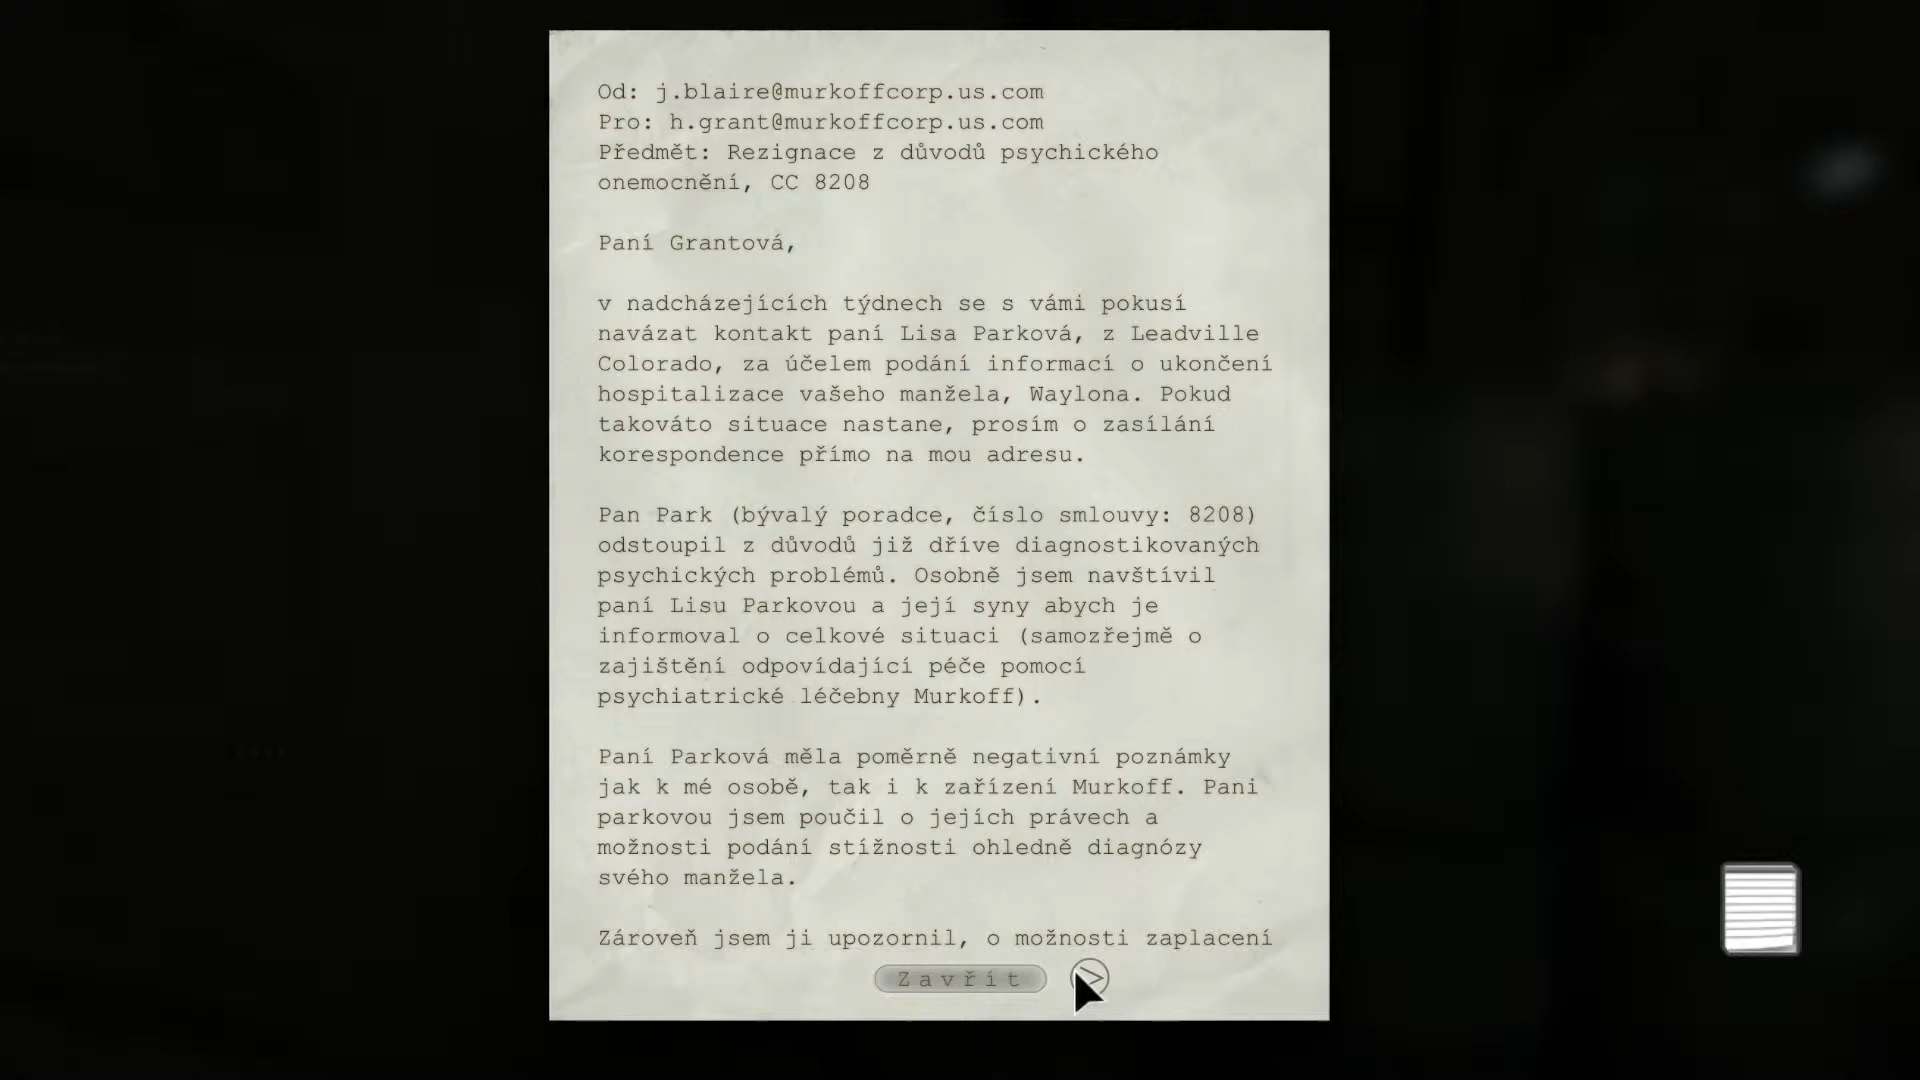 Od: j.blaire@murkoffcorp.us.com
Pro: h.grant@murkoffcorp.us.com
Předmět: Rezignace z důvodů psychického
onemocnění, CC 8208
Paní Grantová,
v nadcházejících týdnech se s vámi pokusí
navázat kontakt paní Lisa Parková, z Leadville
Colorado, za účelem podání informací o ukončení
hospitalizace vašeho manžela, Waylona. Pokud
takováto situace nastane, prosím o zasílání
korespondence přímo na mou adresu.
Pan Park (bývalý poradce, číslo smlouvy: 8208)
odstoupil z důvodů již dříve diagnostikovaných
psychických problémů. Osobně jsem navštívil
paní Lisu Parkovou a její syny abych je
informoval o celkové situaci (samozřejmě o
zajištění odpovídající péče pomocí
psychiatrické léčebny Murkoff).
Paní Parková měla poměrně negativní poznámky
jak k mé osobě, tak i k zařízení Murkoff. Pani
parkovou jsem poučil o jejích právech a
možnosti podání stížnosti ohledně diagnózy
svého manžela.
Zároveň jsem ji upozornil, o možnosti zaplacení
Zavřít >